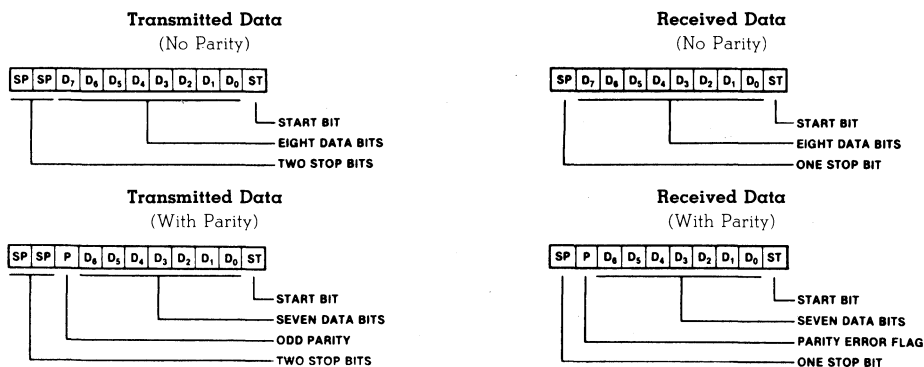 Transmitted Data
(No Parity)
SP SP D₇ D₆ D₅ D₄ D₃ D₂ D₁ D₀ ST
START BIT
EIGHT DATA BITS
TWO STOP BITS
Received Data
(No Parity)
SP D₇ D₆ D₅ D₄ D₃ D₂ D₁ D₀ ST
START BIT
EIGHT DATA BITS
ONE STOP BIT
Transmitted Data
(With Parity)
SP SP P D₆ D₅ D₄ D₃ D₂ D₁ D₀ ST
START BIT
SEVEN DATA BITS
ODD PARITY
TWO STOP BITS
Received Data
(With Parity)
SP P D₆ D₅ D₄ D₃ D₂ D₁ D₀ ST
START BIT
SEVEN DATA BITS
PARITY ERROR FLAG
ONE STOP BIT